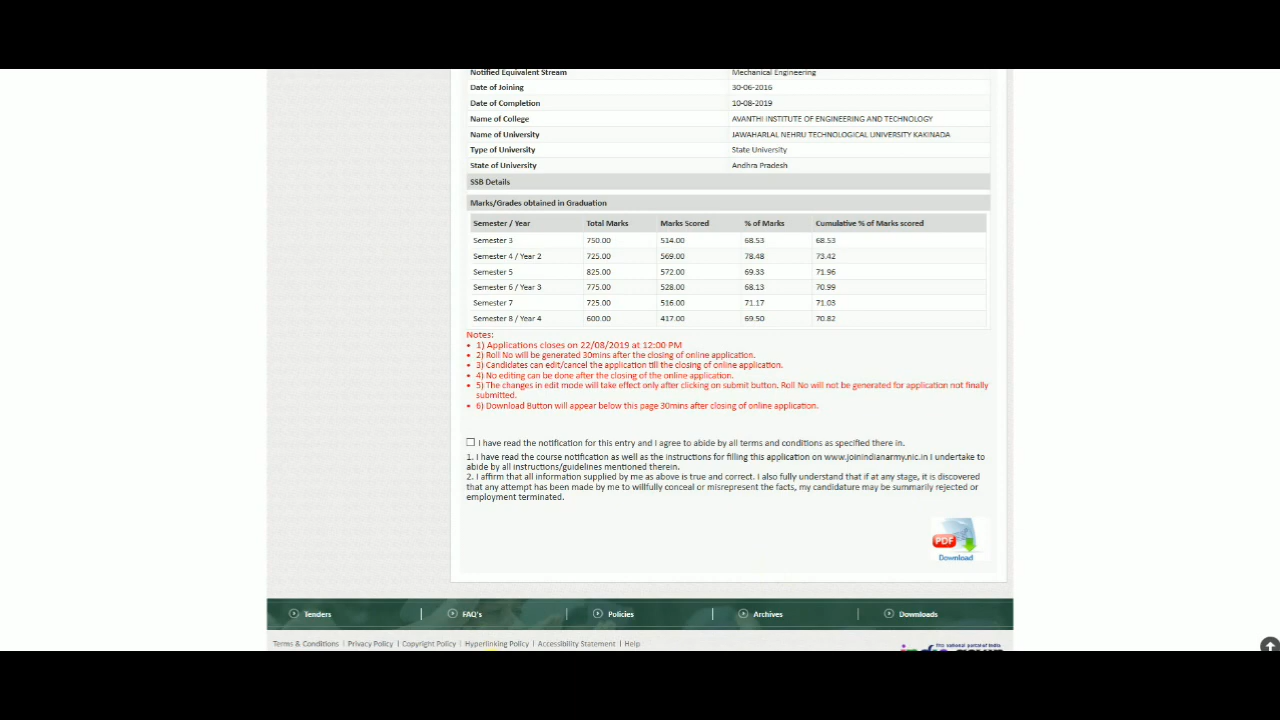 Notified Equivalent Stream Mechanical Engineering
Date of Joining 30-06-2016
Date of Completion 10-08-2019
Name of College AVANTHI INSTITUTE OF ENGINEERING AND TECHNOLOGY
Name of University JAWAHARLAL NEHRU TECHNOLOGICAL UNIVERSITY KAKINADA
Type of University State University
State of University Andhra Pradesh
SSB Details
Marks/Grades obtained in Graduation
Semester / Year Total Marks Marks Scored % of Marks Cumulative % of Marks scored
Semester 3 750.00 514.00 68.53 68.53
Semester 4 / Year 2 725.00 569.00 78.48 73.42
Semester 5 825.00 572.00 69.33 71.96
Semester 6 / Year 3 775.00 528.00 68.13 70.99
Semester 7 725.00 516.00 71.17 71.03
Semester 8 / Year 4 600.00 417.00 69.50 70.82
Notes:
• 1) Applications closes on 22/08/2019 at 12:00 PM
• 2) Roll No will be generated 30mins after the closing of online application.
• 3) Candidates can edit/cancel the application till the closing of online application.
• 4) No editing can be done after the closing of the online application.
• 5) The changes in edit mode will take effect only after clicking on submit button. Roll No will not be generated for application not finally
submitted.
• 6) Download Button will appear below this page 30mins after closing of online application.
I have read the notification for this entry and I agree to abide by all terms and conditions as specified there in.
1. I have read the course notification as well as the instructions for filling this application on www.joinindianarmy.nic.in I undertake to
abide by all instructions/guidelines mentioned therein.
2. I affirm that all information supplied by me as above is true and correct. I also fully understand that if at any stage, it is discovered
that any attempt has been made by me to willfully conceal or misrepresent the facts, my candidature may be summarily rejected or
employment terminated.
PDF
Download
Tenders | FAQ's | Policies | Archives | Downloads
Terms & Conditions | Privacy Policy | Copyright Policy | Hyperlinking Policy | Accessibility Statement | Help
the national portal of India